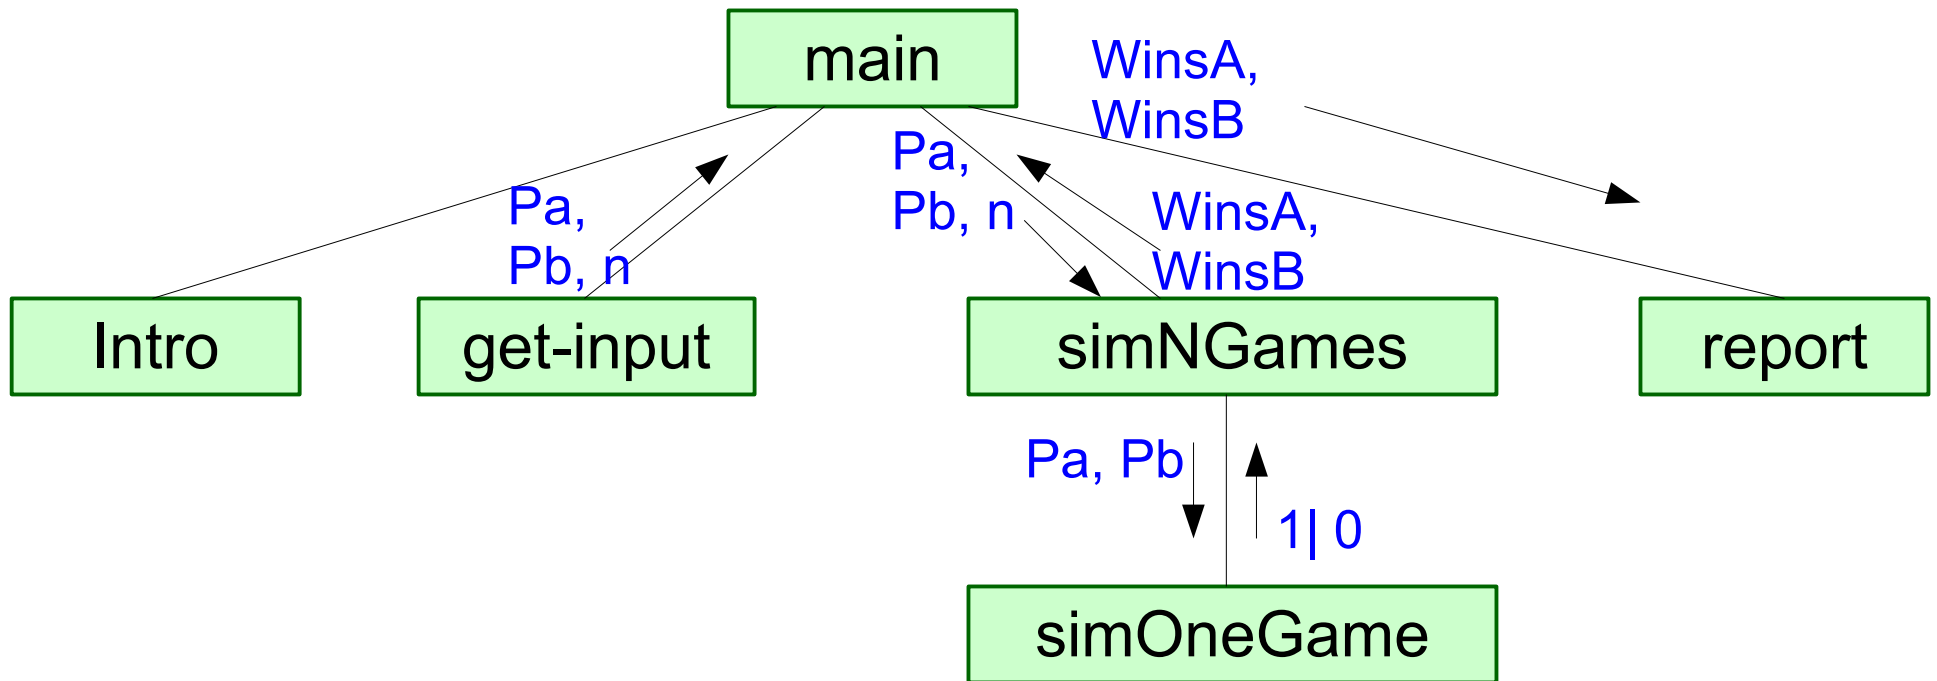 main
WinsA,
WinsB
Pa,
Pb, n
Pa,
Pb, n
WinsA,
WinsB
Intro
get-input
simNGames
report
Pa, Pb
1| 0
simOneGame